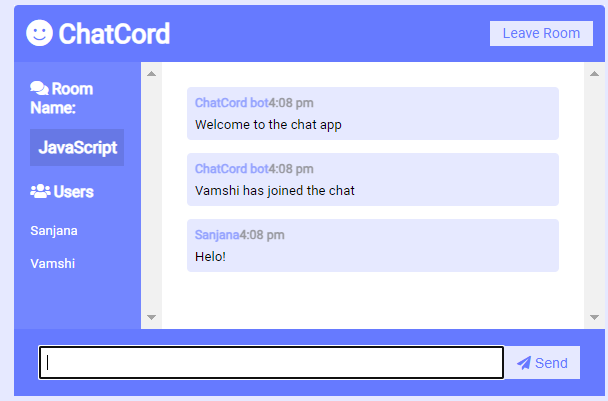 ChatCord
Leave Room
Room
Name:
JavaScript
Users
Sanjana
Vamshi
ChatCord bot4:08 pm
Welcome to the chat app
ChatCord bot4:08 pm
Vamshi has joined the chat
Sanjana4:08 pm
Helo!
Send